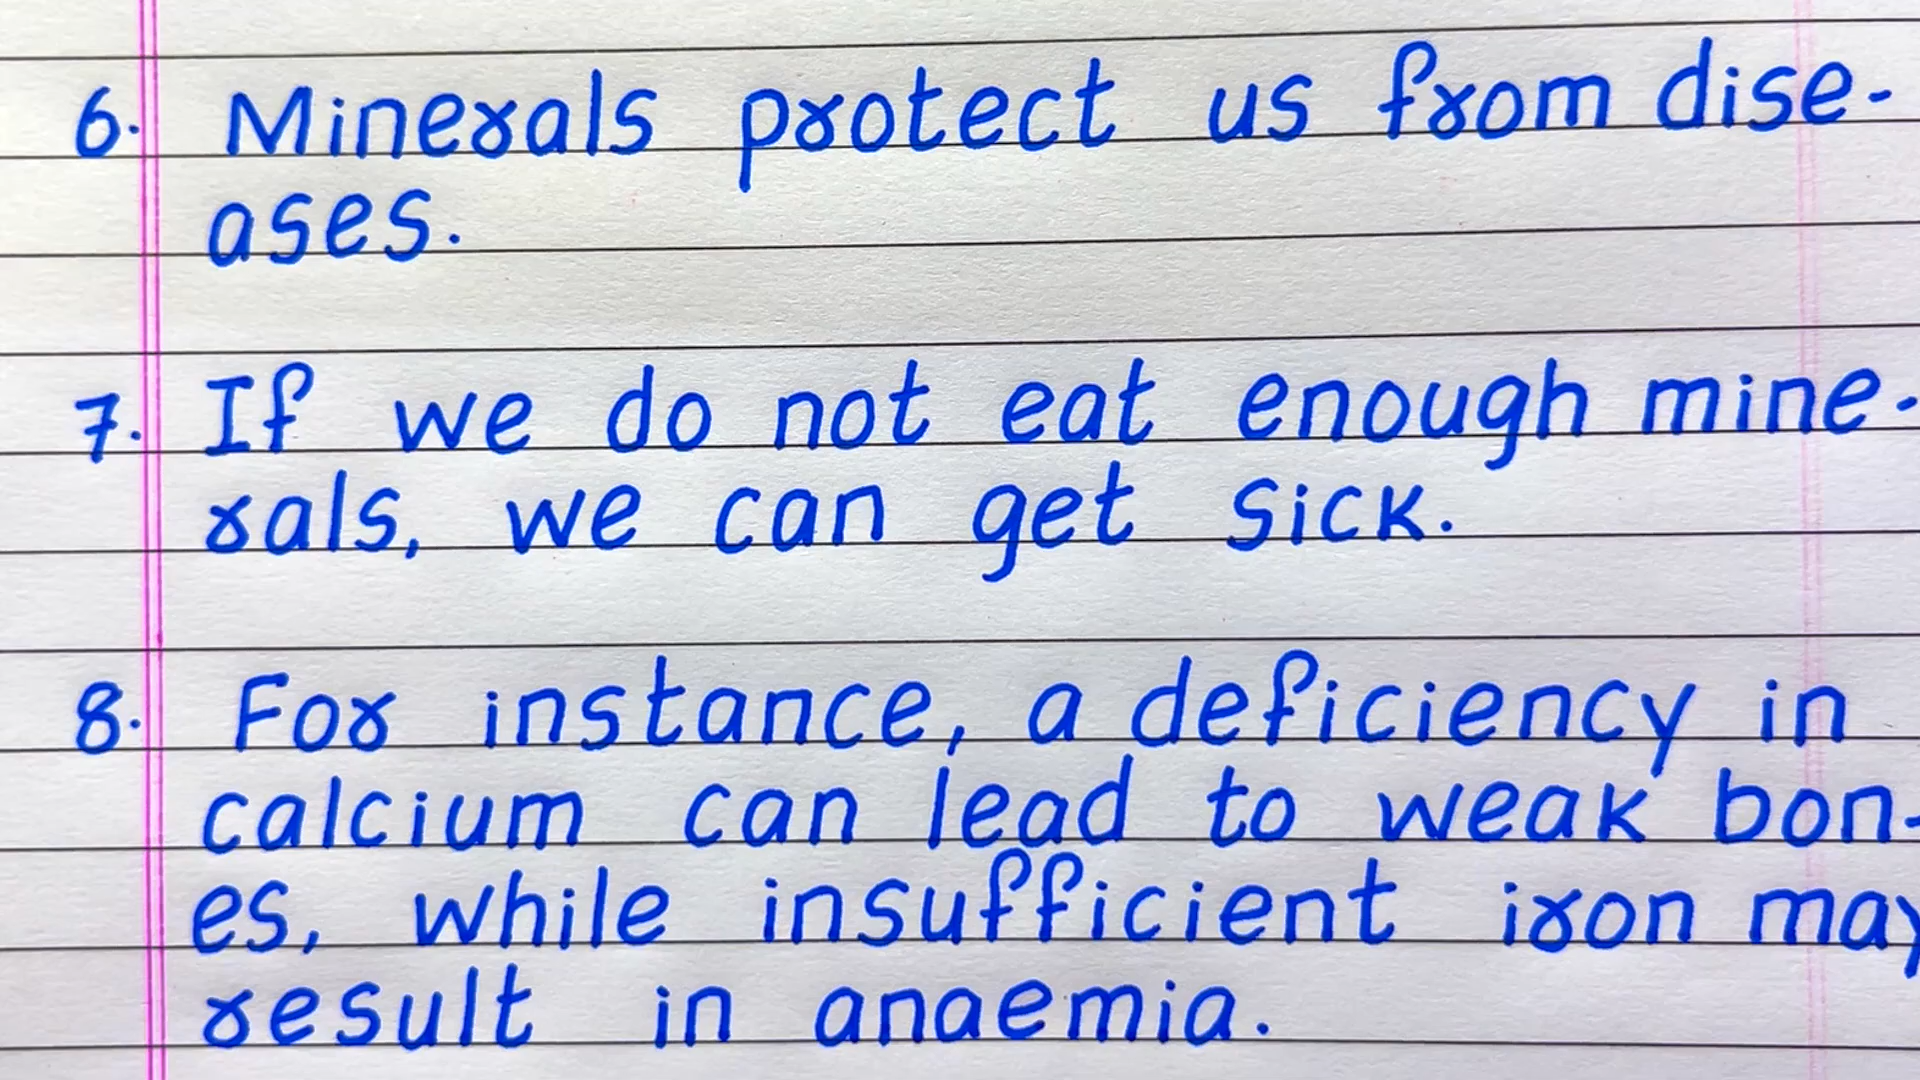 6. Minerals protect us from dise-
ases.
7. If we do not eat enough mine-
rals, we can get sick.
8. For instance, a deficiency in
calcium can lead to weak bon-
es, while insufficient iron may
result in anaemia.